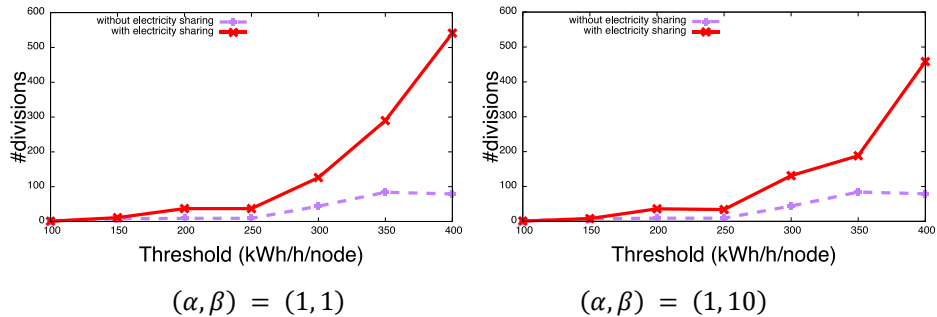 600
without electricity sharing
with electricity sharing
500
400
300
200
100
0
#divisions
100 150 200 250 300 350 400
Threshold (kWh/h/node)
(α, β) = (1, 1)
600
without electricity sharing
with electricity sharing
500
400
300
200
100
0
#divisions
100 150 200 250 300 350 400
Threshold (kWh/h/node)
(α, β) = (1, 10)